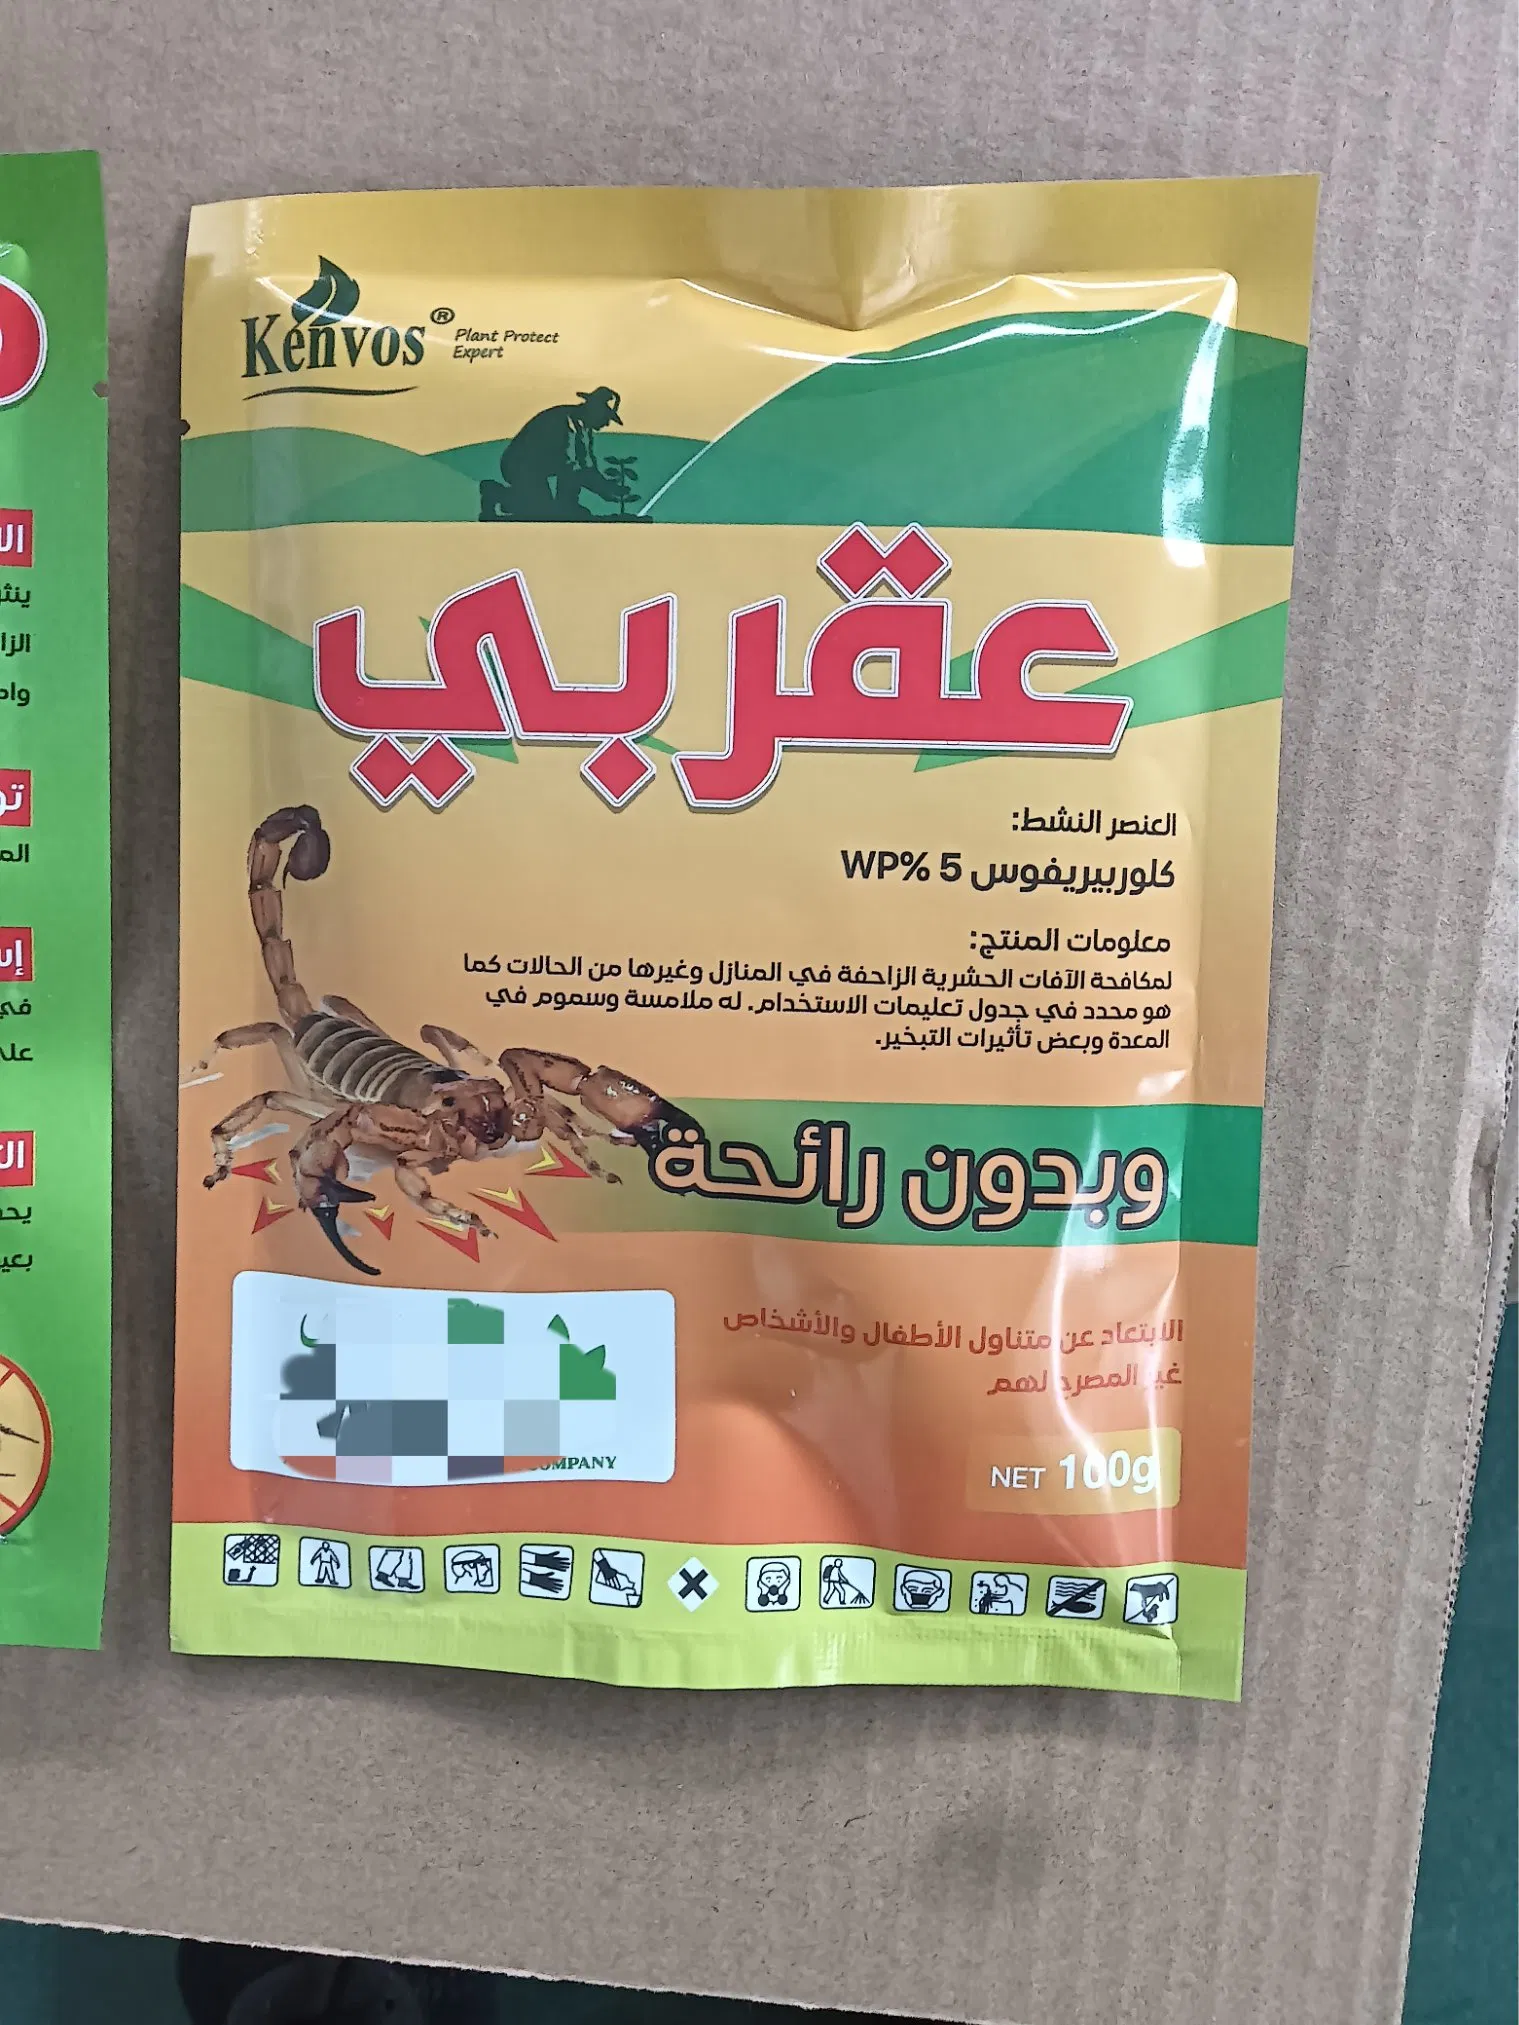 Kenvos®
Plant Protect
Expert
عقربي
العنصر النشط:
كلوربيريفوس 5 %WP
معلومات المنتج:
لمكافحة الآفات الحشرية الزاحفة في المنازل وغيرها من الحالات كما
هو محدد في جدول تعليمات الاستخدام. له ملامسة وسموم في
المعدة وبعض تأثيرات التبخير.
وبدون رائحة
الابتعاد عن متناول الأطفال والأشخاص
غير المصرح لهم
NET 100g